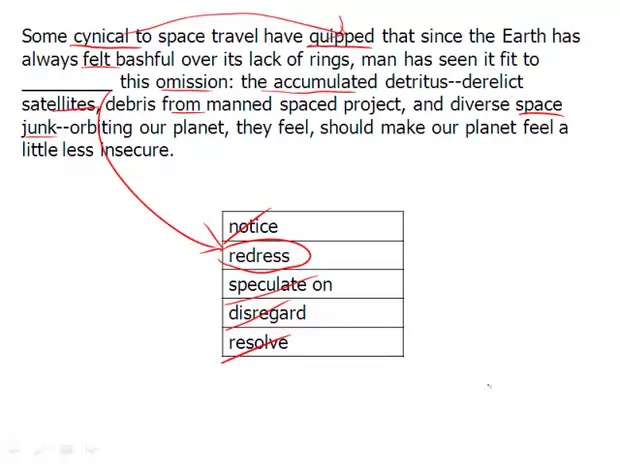 Some cynical to space travel have quipped that since the Earth has
always felt bashful over its lack of rings, man has seen it fit to
____________ this omission: the accumulated detritus--derelict
satellites, debris from manned spaced project, and diverse space
junk--orbiting our planet, they feel, should make our planet feel a
little less insecure.
notice
redress
speculate on
disregard
resolve